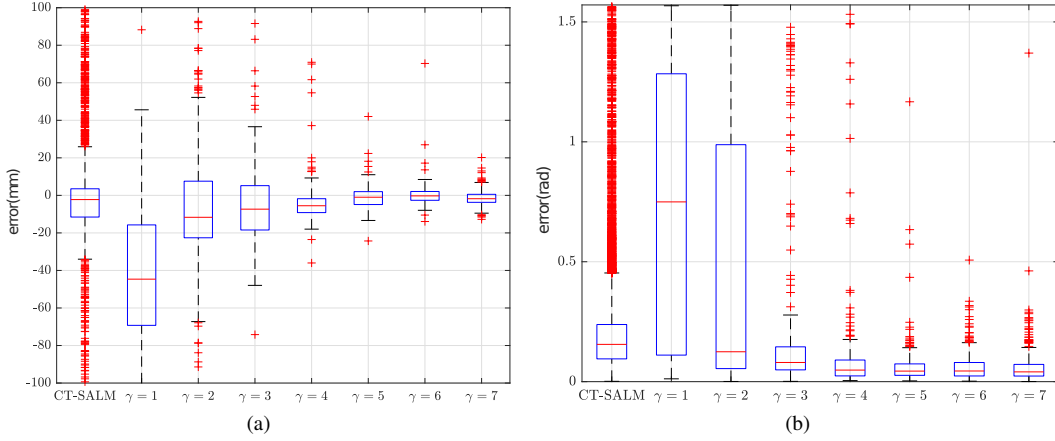 error(mm)
100
80
60
40
20
0
-20
-40
-60
-80
-100
CT-SALM γ = 1 γ = 2 γ = 3 γ = 4 γ = 5 γ = 6 γ = 7
(a)
error(rad)
1.5
1
0.5
0
CT-SALM γ = 1 γ = 2 γ = 3 γ = 4 γ = 5 γ = 6 γ = 7
(b)